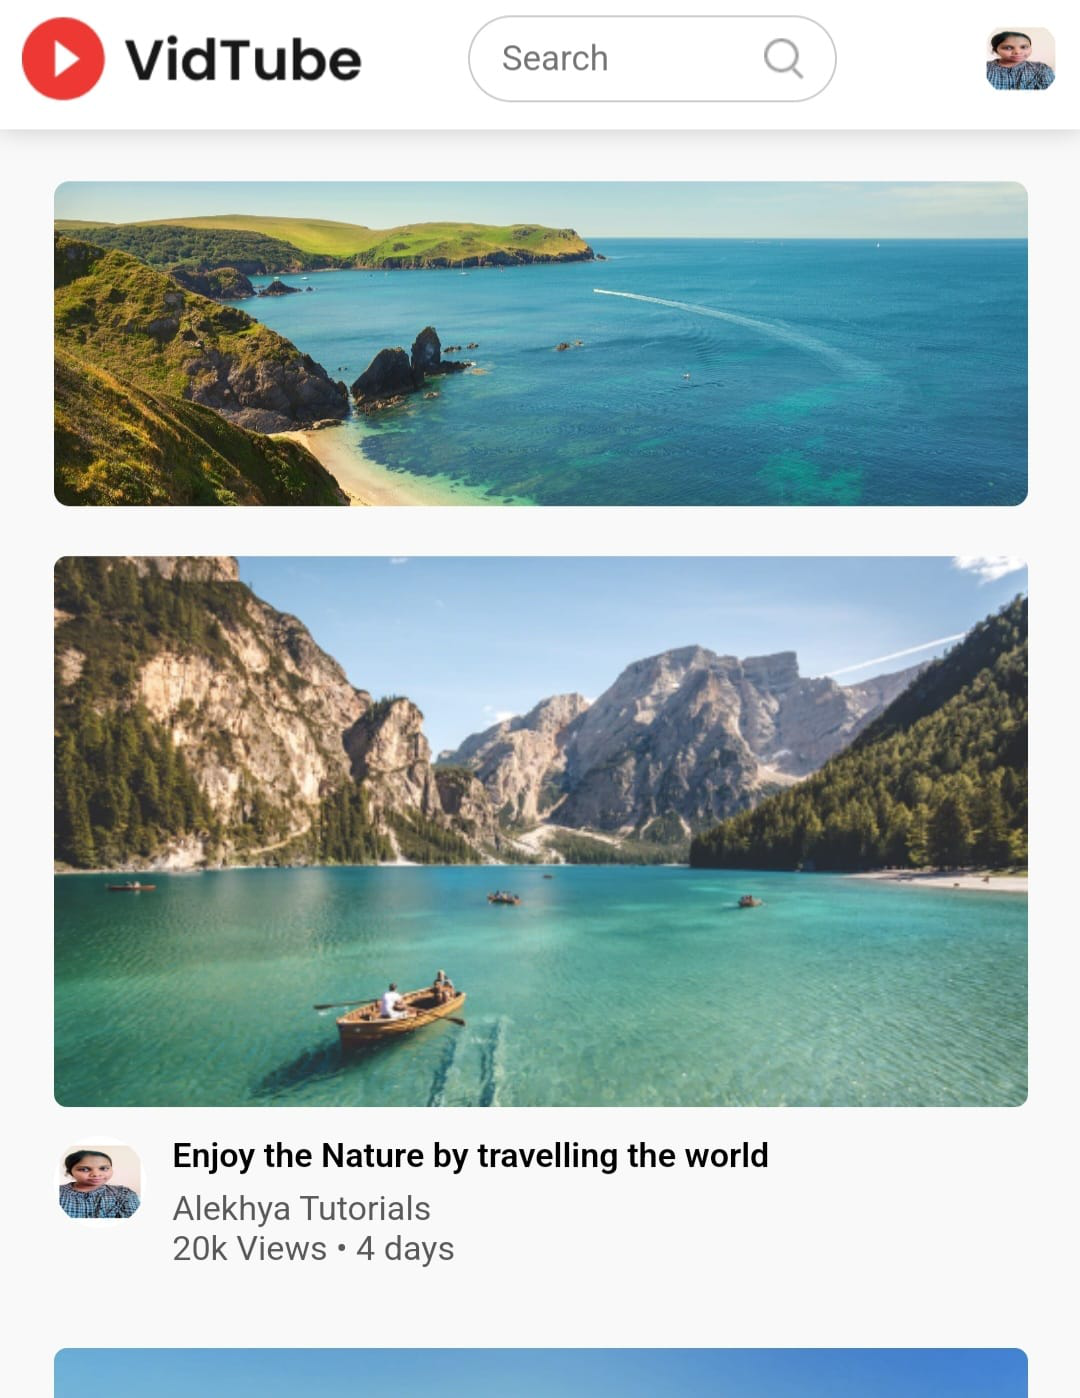 VidTube
Search
Enjoy the Nature by travelling the world
Alekhya Tutorials
20k Views • 4 days